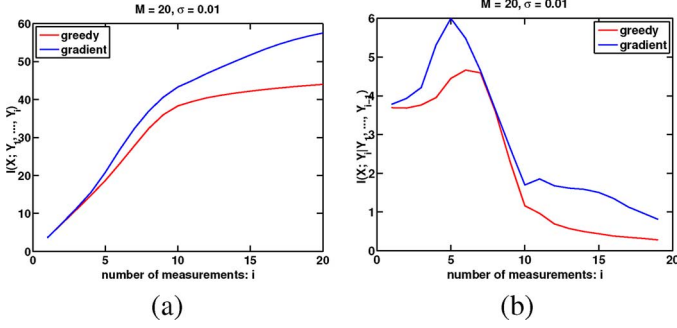 M = 20, σ = 0.01
greedy
gradient
I(X; Y₁,..., Yᵢ)
60
50
40
30
20
10
0
0 5 10 15 20
number of measurements: i
(a)
M = 20, σ = 0.01
greedy
gradient
I(X; Yᵢ|Y₁,..., Yᵢ₋₁)
6
5
4
3
2
1
0
0 5 10 15 20
number of measurements: i
(b)